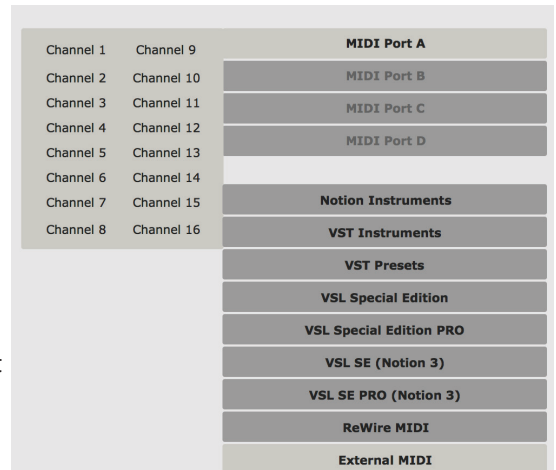 Channel 1 Channel 9
Channel 2 Channel 10
Channel 3 Channel 11
Channel 4 Channel 12
Channel 5 Channel 13
Channel 6 Channel 14
Channel 7 Channel 15
Channel 8 Channel 16
MIDI Port A
MIDI Port B
MIDI Port C
MIDI Port D
Notion Instruments
VST Instruments
VST Presets
VSL Special Edition
VSL Special Edition PRO
VSL SE (Notion 3)
VSL SE PRO (Notion 3)
ReWire MIDI
External MIDI